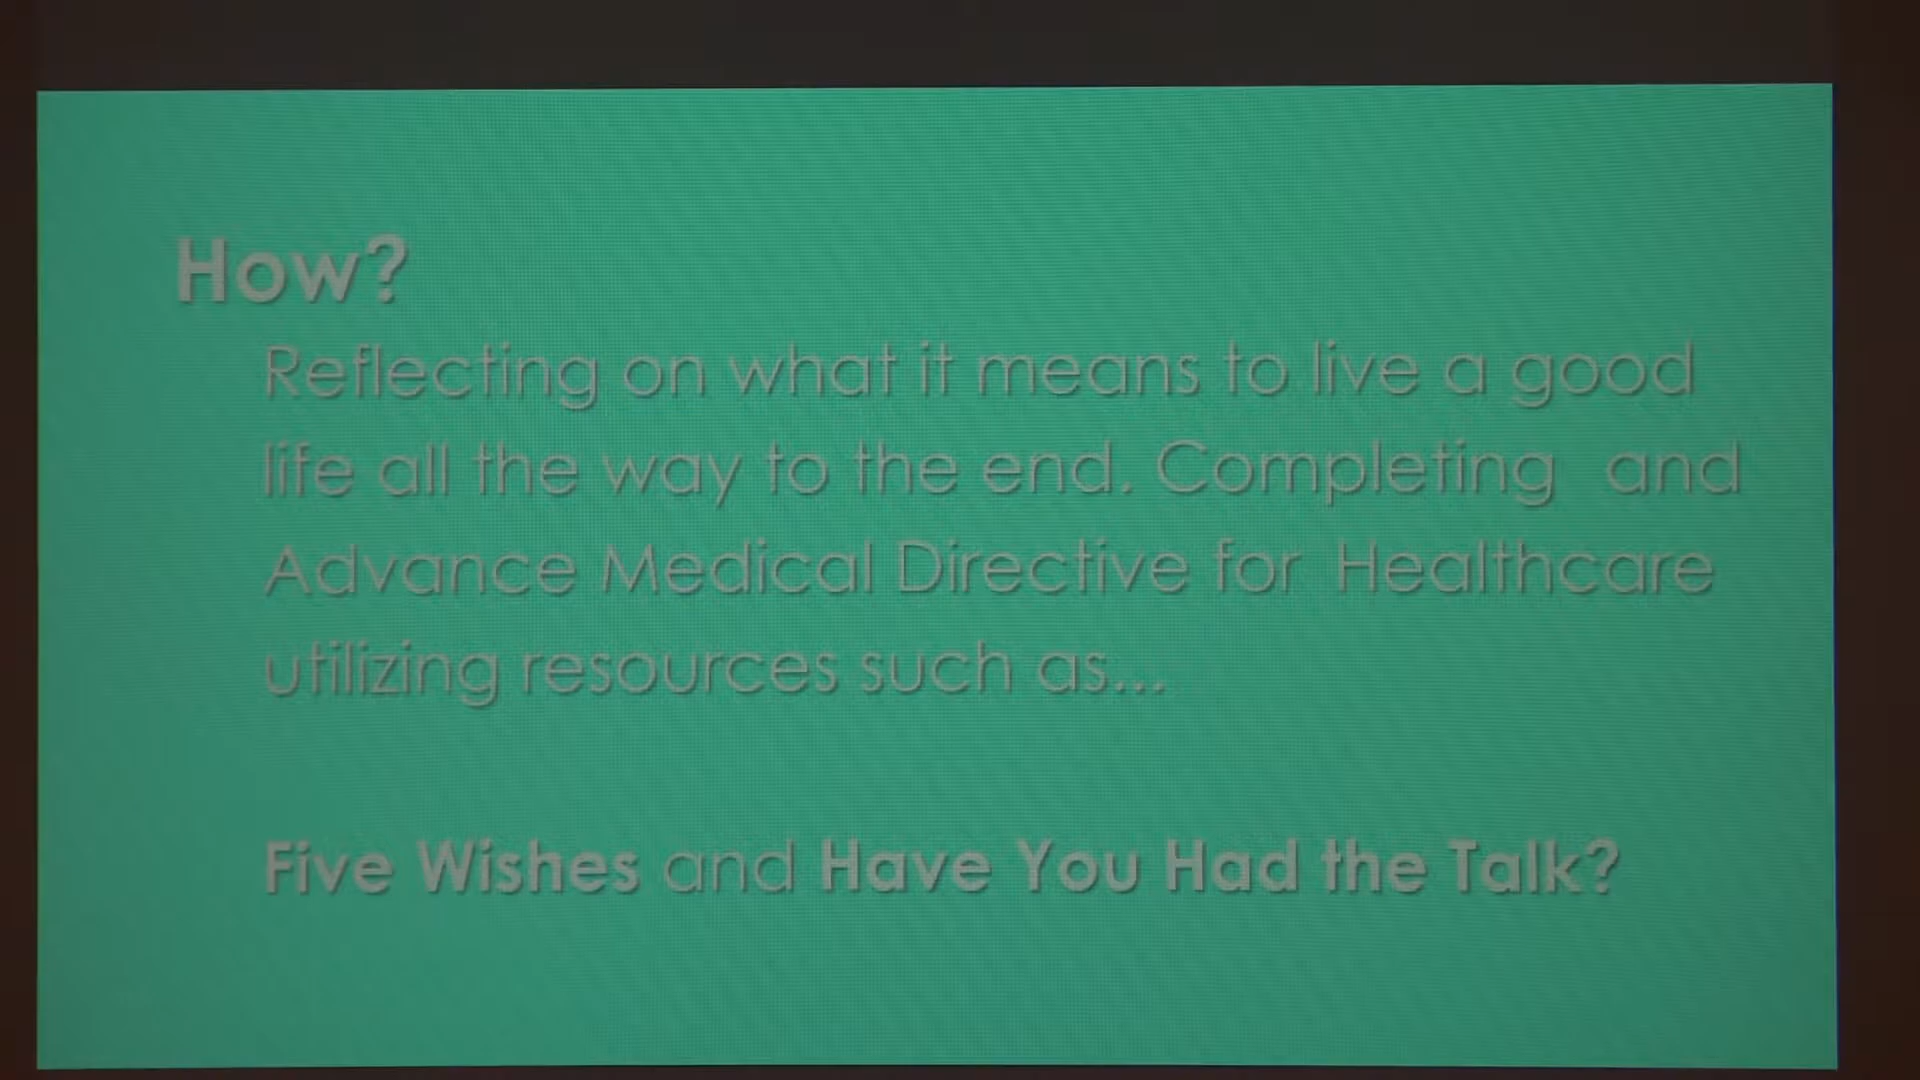 How?
Reflecting on what it means to live a good
life all the way to the end. Completing and
Advance Medical Directive for Healthcare
utilizing resources such as...
Five Wishes and Have You Had the Talk?